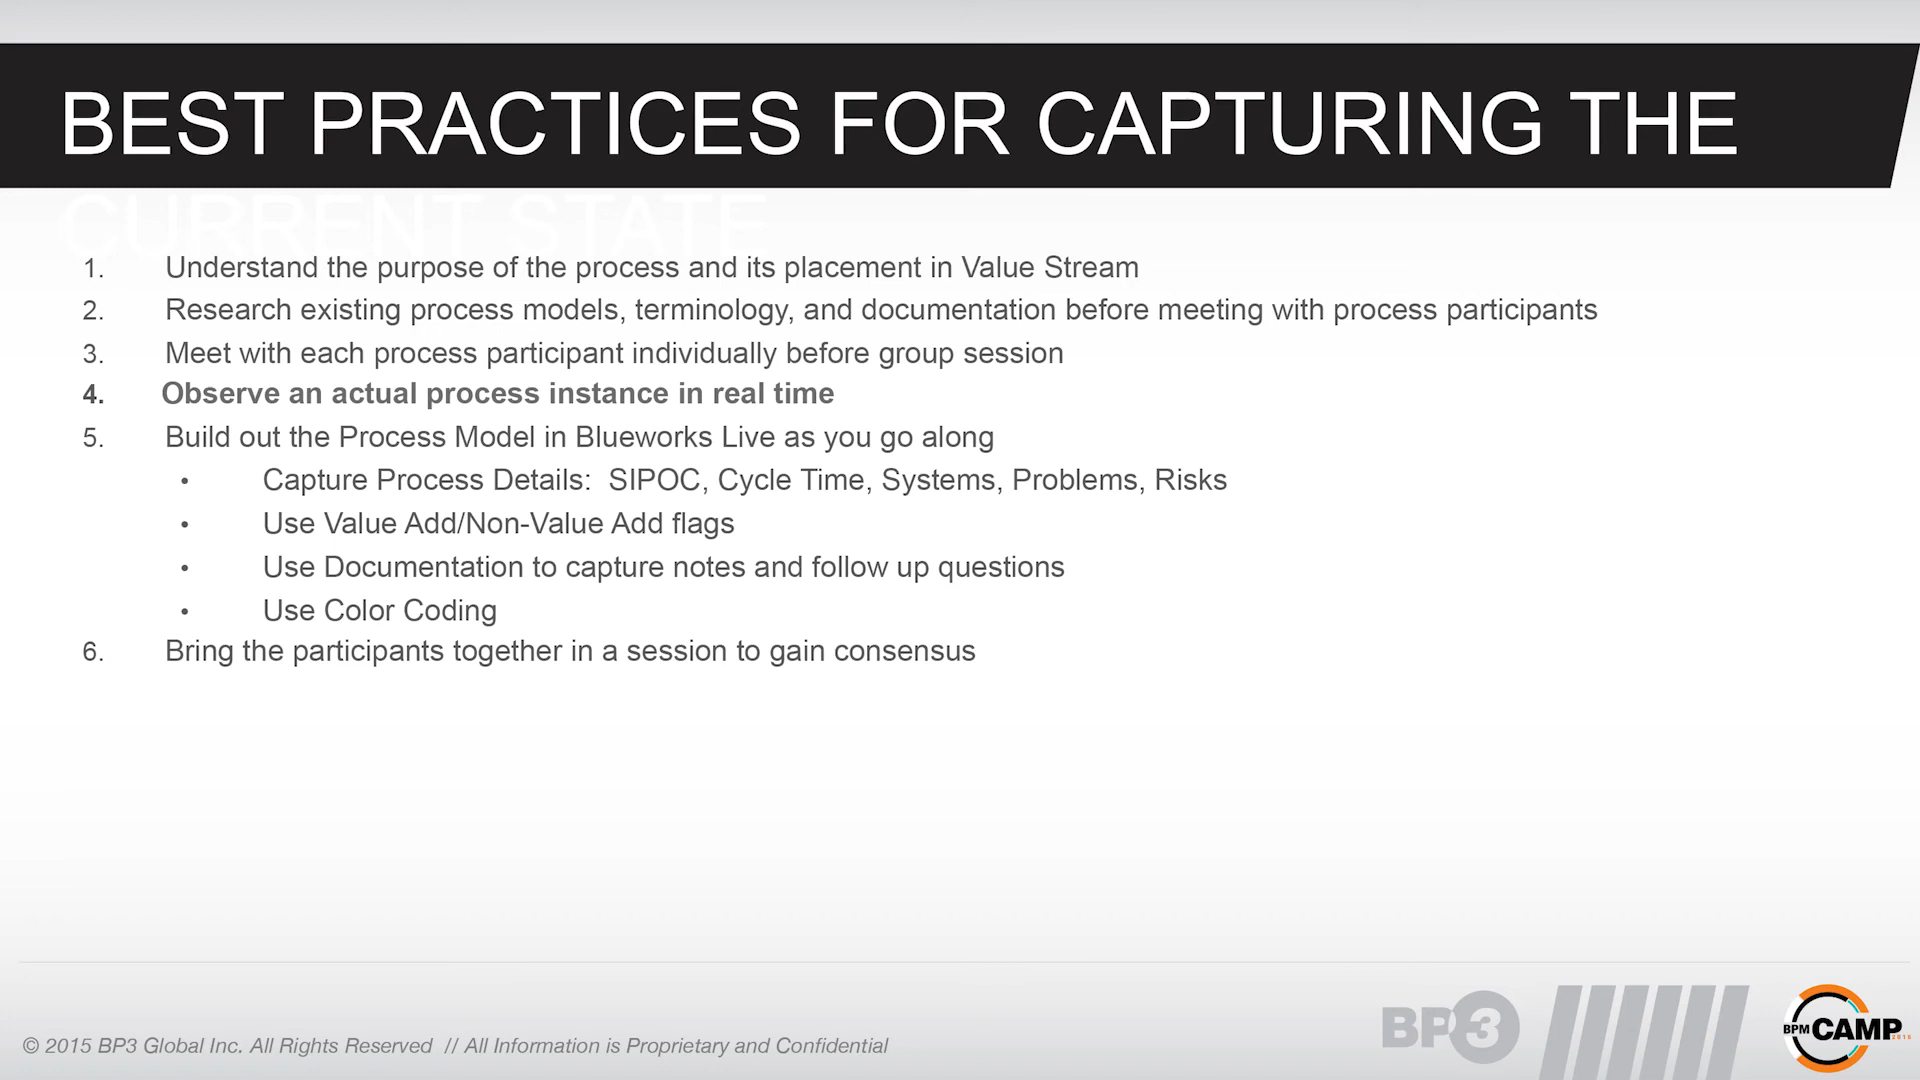 BEST PRACTICES FOR CAPTURING THE
CURRENT STATE
1. Understand the purpose of the process and its placement in Value Stream
2. Research existing process models, terminology, and documentation before meeting with process participants
3. Meet with each process participant individually before group session
4. Observe an actual process instance in real time
5. Build out the Process Model in Blueworks Live as you go along
• Capture Process Details: SIPOC, Cycle Time, Systems, Problems, Risks
• Use Value Add/Non-Value Add flags
• Use Documentation to capture notes and follow up questions
• Use Color Coding
6. Bring the participants together in a session to gain consensus
© 2015 BP3 Global Inc. All Rights Reserved // All Information is Proprietary and Confidential
BP3
BPM CAMP